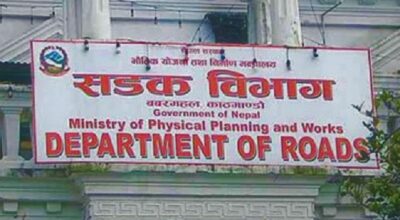 नेपाल सरकार
भौतिक योजना तथा निर्माण मन्त्रालय
सडक विभाग
बबरमहल, काठमाण्डौ
Government of Nepal
Ministry of Physical Planning and Works
DEPARTMENT OF ROADS